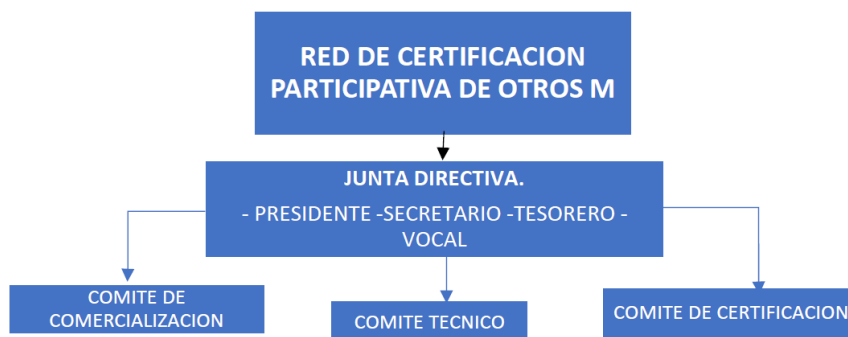 RED DE CERTIFICACION
PARTICIPATIVA DE OTROS M
JUNTA DIRECTIVA.
- PRESIDENTE -SECRETARIO -TESORERO -
VOCAL
COMITE DE
COMERCIALIZACION
COMITE TECNICO
COMITE DE CERTIFICACION